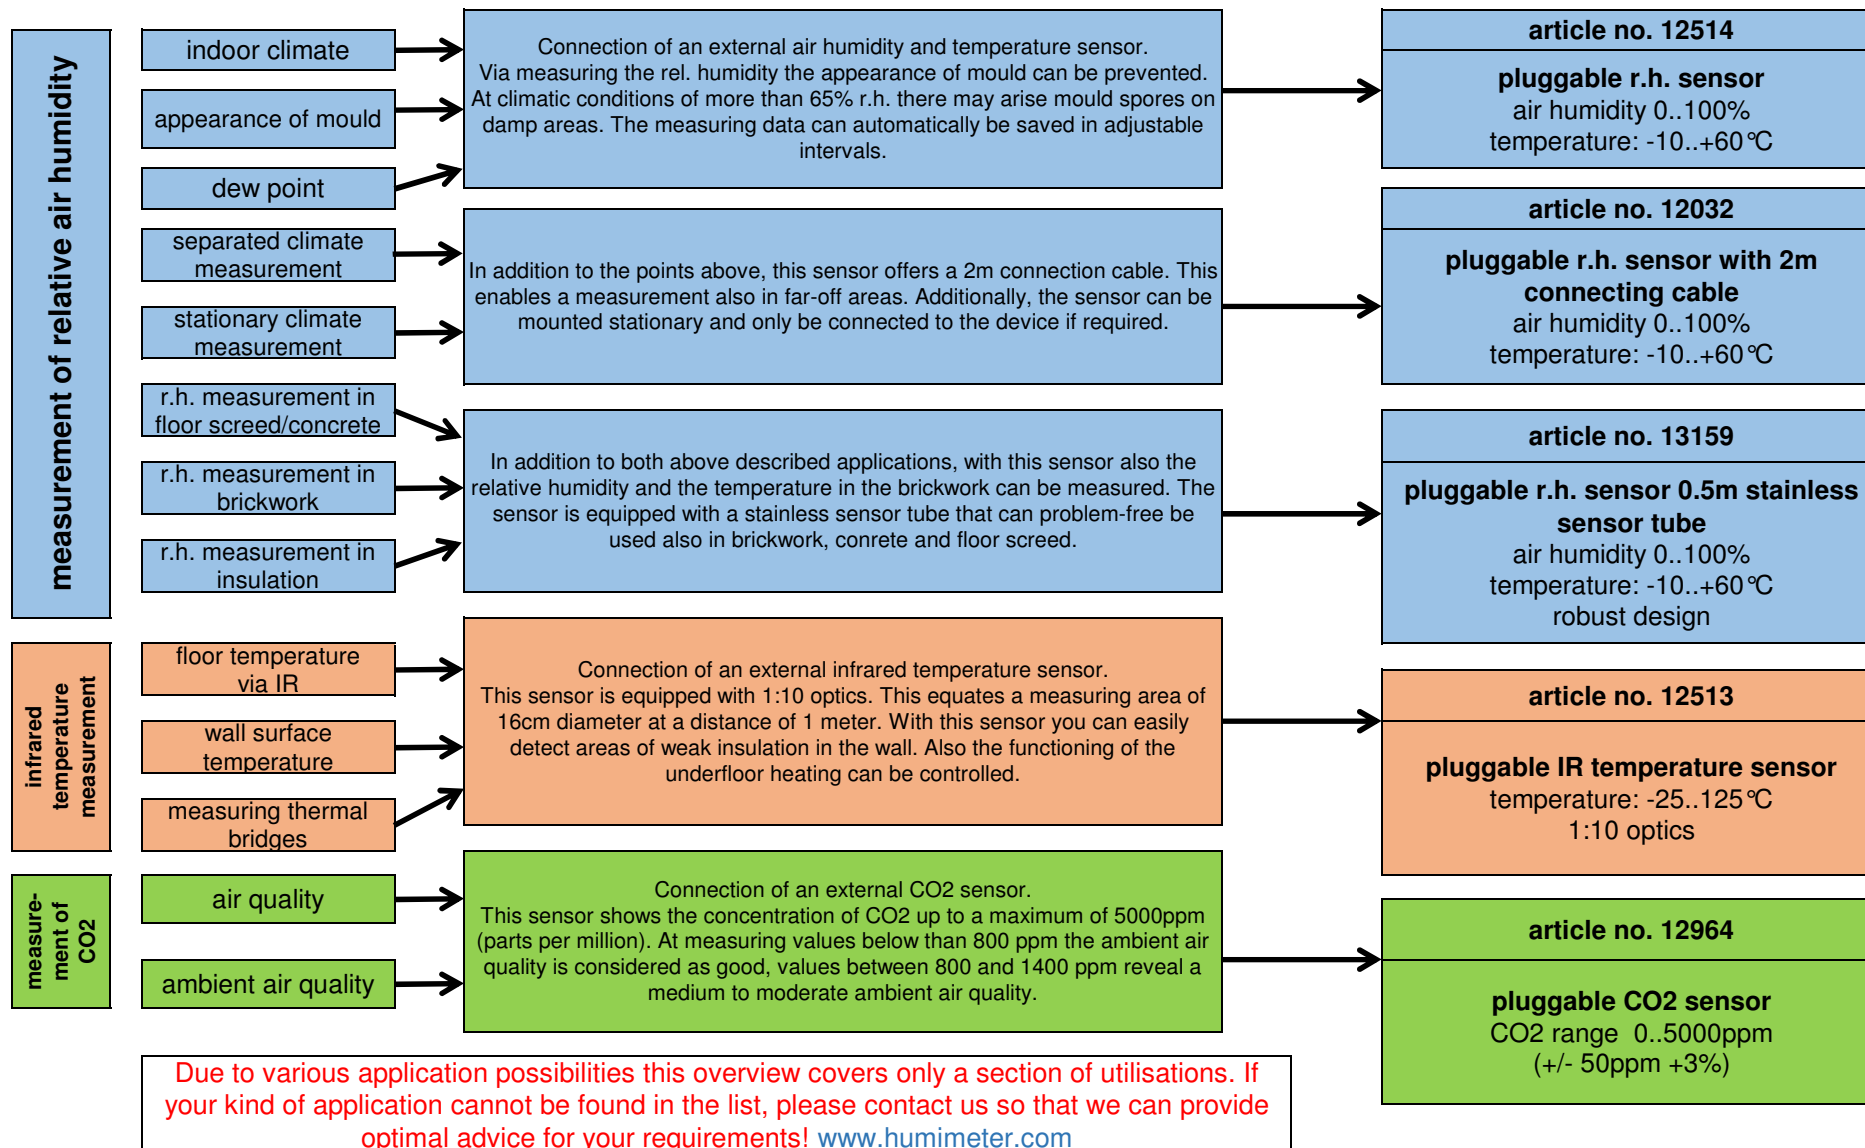 measurement of relative air humidity
indoor climate
appearance of mould
dew point
Connection of an external air humidity and temperature sensor.
Via measuring the rel. humidity the appearance of mould can be prevented.
At climatic conditions of more than 65% r.h. there may arise mould spores on
damp areas. The measuring data can automatically be saved in adjustable
intervals.
article no. 12514
pluggable r.h. sensor
air humidity 0..100%
temperature: -10..+60°C
separated climate
measurement
stationary climate
measurement
In addition to the points above, this sensor offers a 2m connection cable. This
enables a measurement also in far-off areas. Additionally, the sensor can be
mounted stationary and only be connected to the device if required.
article no. 12032
pluggable r.h. sensor with 2m
connecting cable
air humidity 0..100%
temperature: -10..+60°C
r.h. measurement in
floor screed/concrete
r.h. measurement in
brickwork
r.h. measurement in
insulation
In addition to both above described applications, with this sensor also the
relative humidity and the temperature in the brickwork can be measured. The
sensor is equipped with a stainless sensor tube that can problem-free be
used also in brickwork, conrete and floor screed.
article no. 13159
pluggable r.h. sensor 0.5m stainless
sensor tube
air humidity 0..100%
temperature: -10..+60°C
robust design
infrared
temperature
measurement
floor temperature
via IR
wall surface
temperature
measuring thermal
bridges
Connection of an external infrared temperature sensor.
This sensor is equipped with 1:10 optics. This equates a measuring area of
16cm diameter at a distance of 1 meter. With this sensor you can easily
detect areas of weak insulation in the wall. Also the functioning of the
underfloor heating can be controlled.
article no. 12513
pluggable IR temperature sensor
temperature: -25..125°C
1:10 optics
measure-
ment of
CO2
air quality
ambient air quality
Connection of an external CO2 sensor.
This sensor shows the concentration of CO2 up to a maximum of 5000ppm
(parts per million). At measuring values below than 800 ppm the ambient air
quality is considered as good, values between 800 and 1400 ppm reveal a
medium to moderate ambient air quality.
article no. 12964
pluggable CO2 sensor
CO2 range 0..5000ppm
(+/- 50ppm +3%)
Due to various application possibilities this overview covers only a section of utilisations. If
your kind of application cannot be found in the list, please contact us so that we can provide
optimal advice for your requirements! www.humimeter.com